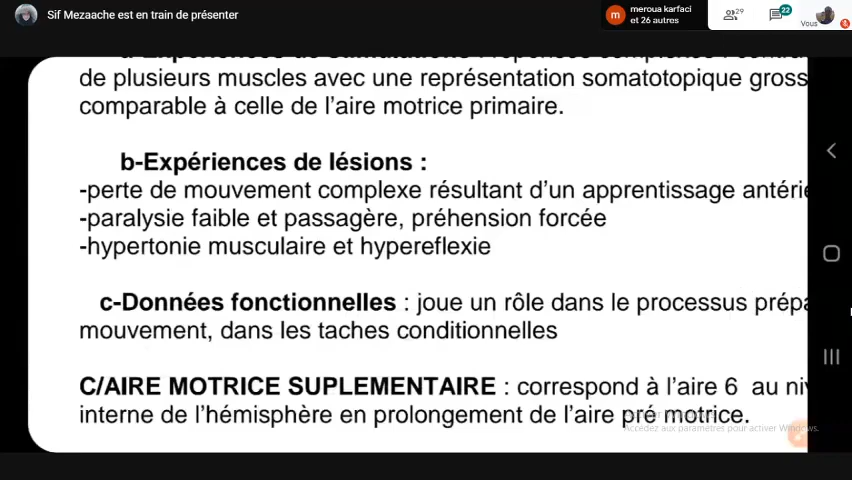 Sif Mezaache est en train de présenter
m
meroua karfaci
et 26 autres
29
22
Vous
de plusieurs muscles avec une représentation somatotopique gross
comparable à celle de l'aire motrice primaire.
b-Expériences de lésions :
-perte de mouvement complexe résultant d'un apprentissage antéri
-paralysie faible et passagère, préhension forcée
-hypertonie musculaire et hypereflexie
c-Données fonctionnelles : joue un rôle dans le processus prépa
mouvement, dans les taches conditionnelles
C/AIRE MOTRICE SUPLEMENTAIRE : correspond à l'aire 6 au niv
interne de l'hémisphère en prolongement de l'aire pré motrice.
Accédez aux paramètres pour activer Windows.